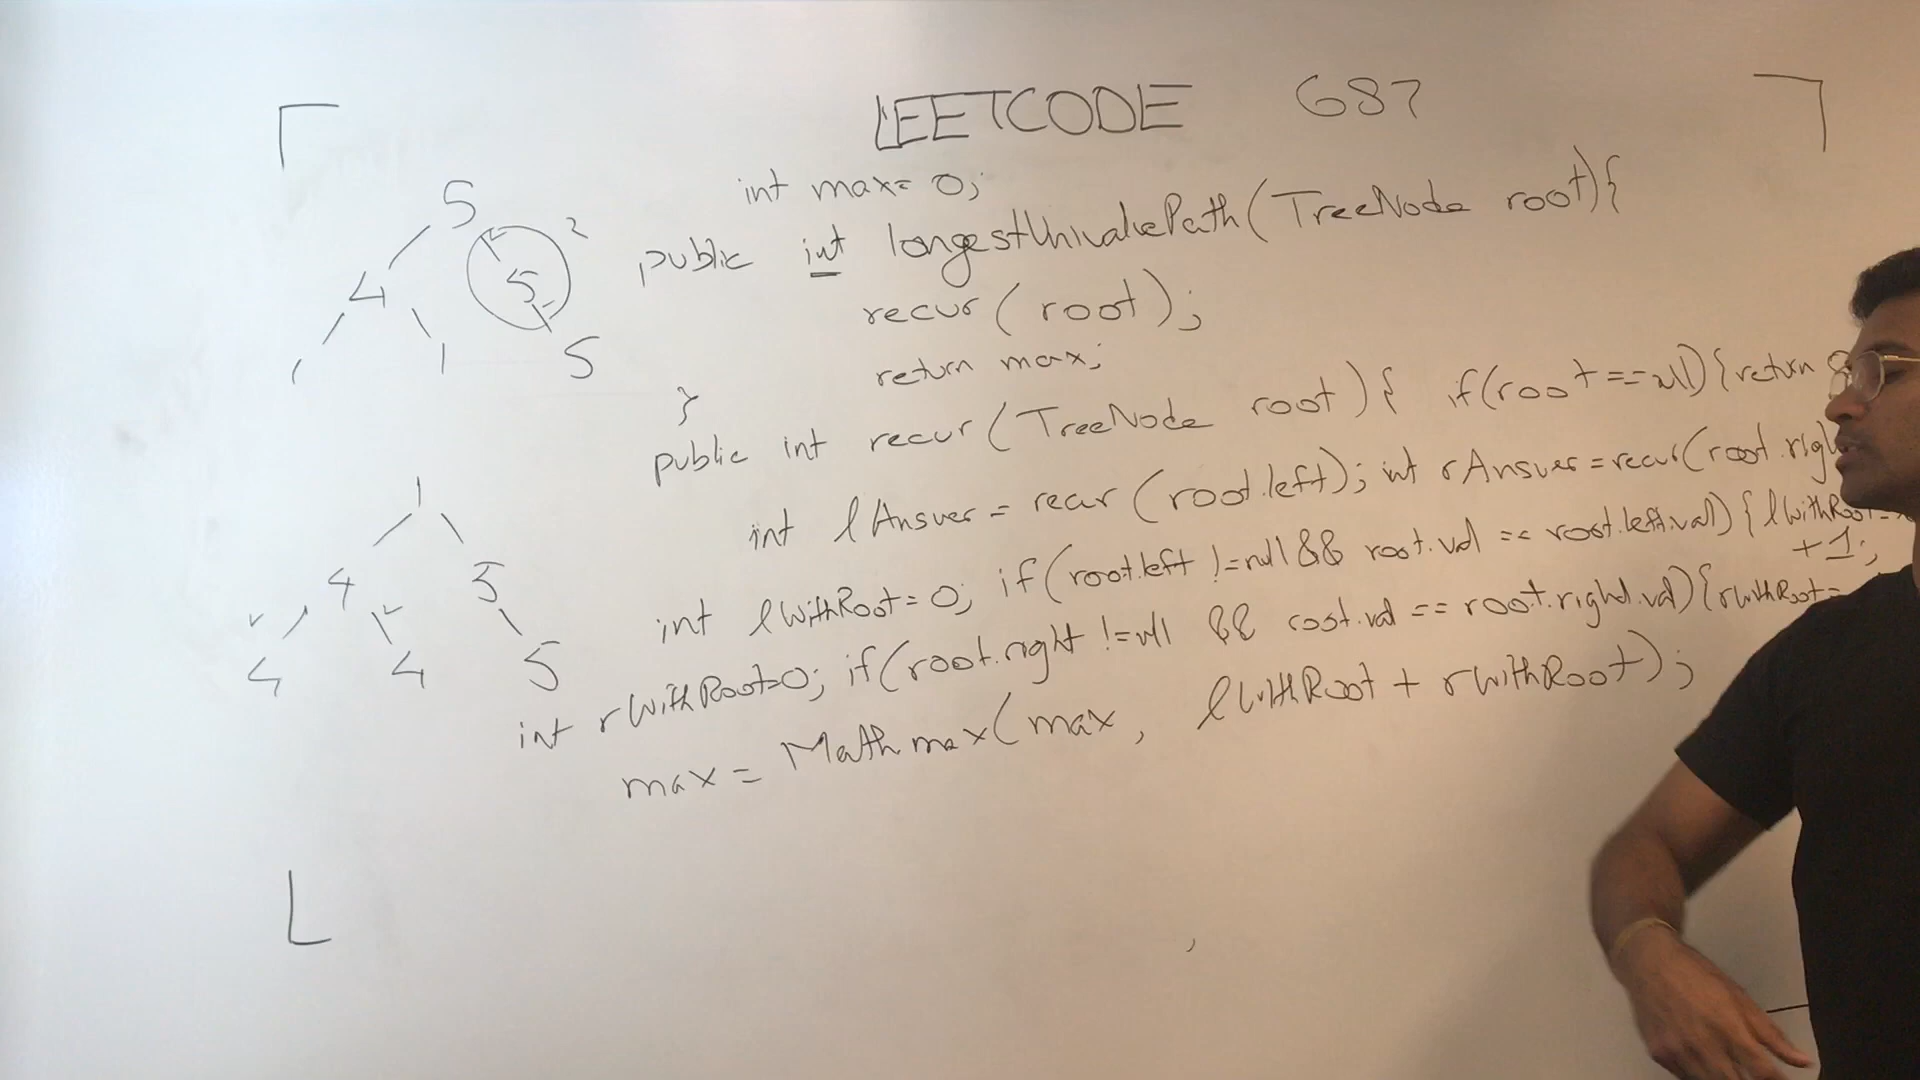 LEETCODE 687
int max= 0;
public int longestUnivaluePath(TreeNode root){
recur(root);
return max;
}
public int recur(TreeNode root){ if(root==null){return
int lAnswer = recur(root.left); int rAnswer=recur(root.righ
int lWithRoot=0; if(root.left !=null && root.val == root.left.val){lWithRoot=
+1;
int rWithRoot=0; if(root.right !=null && root.val == root.right.val){rWithRoot=
max = Math max(max, lWithRoot + rWithRoot);
5
2
4 5
1 1 5
1
4 5
4 4 5